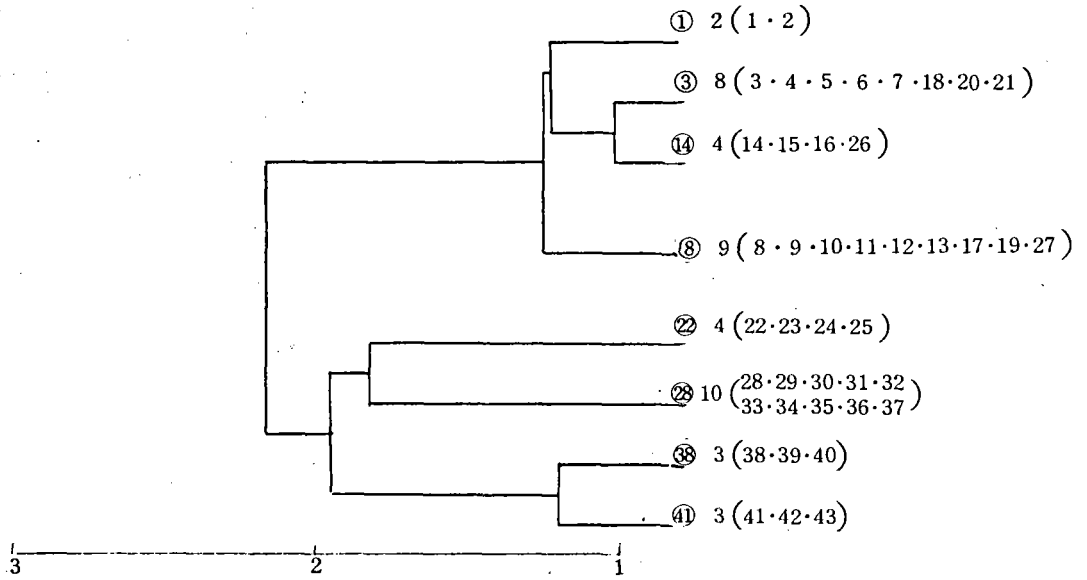 ① 2 ( 1 · 2 )
③ 8 ( 3 · 4 · 5 · 6 · 7 · 18 · 20 · 21 )
⑭ 4 ( 14 · 15 · 16 · 26 )
⑧ 9 ( 8 · 9 · 10 · 11 · 12 · 13 · 17 · 19 · 27 )
㉒ 4 ( 22 · 23 · 24 · 25 )
㉘ 10 ( 28 · 29 · 30 · 31 · 32
33 · 34 · 35 · 36 · 37 )
㊳ 3 ( 38 · 39 · 40 )
㊶ 3 ( 41 · 42 · 43 )
3 2 1